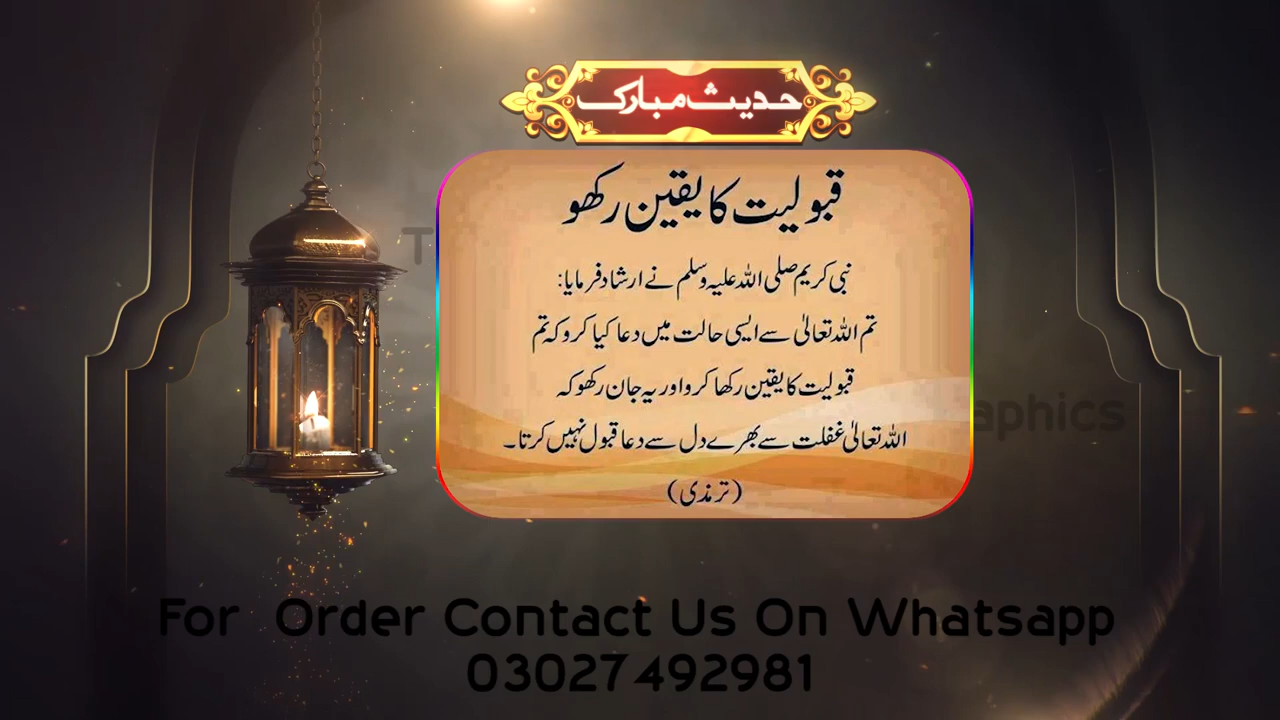 حدیث مبارک
قبولیت کا یقین رکھو
نبی کریم صلی اللہ علیہ وسلم نے ارشاد فرمایا:
تم اللہ تعالیٰ سے ایسی حالت میں دعا کیا کرو کہ تم
قبولیت کا یقین رکھا کرو اور یہ جان رکھو کہ
اللہ تعالیٰ غفلت سے بھرے دل سے دعا قبول نہیں کرتا۔
(ترمذی)
For Order Contact Us On Whatsapp
03027492981